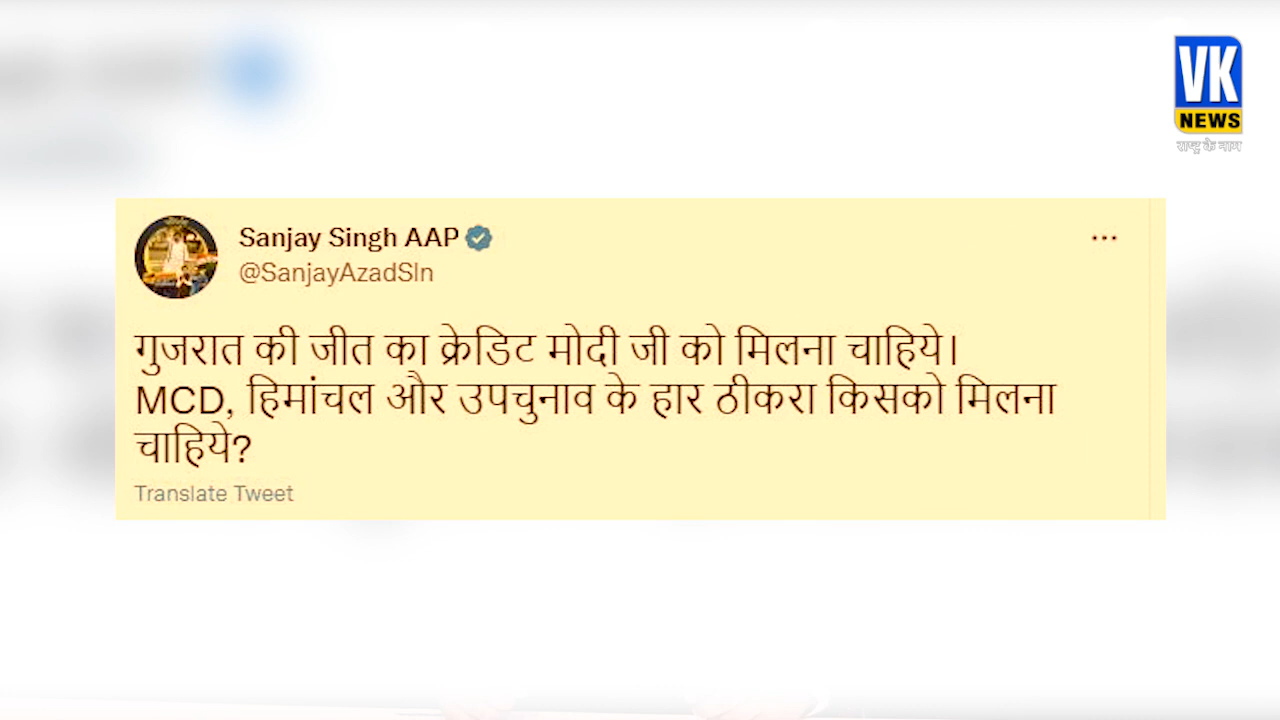 VK
NEWS
राष्ट्र के नाम
Sanjay Singh AAP
@SanjayAzadSln
गुजरात की जीत का क्रेडिट मोदी जी को मिलना चाहिये।
MCD, हिमांचल और उपचुनाव के हार ठीकरा किसको मिलना
चाहिये?
Translate Tweet